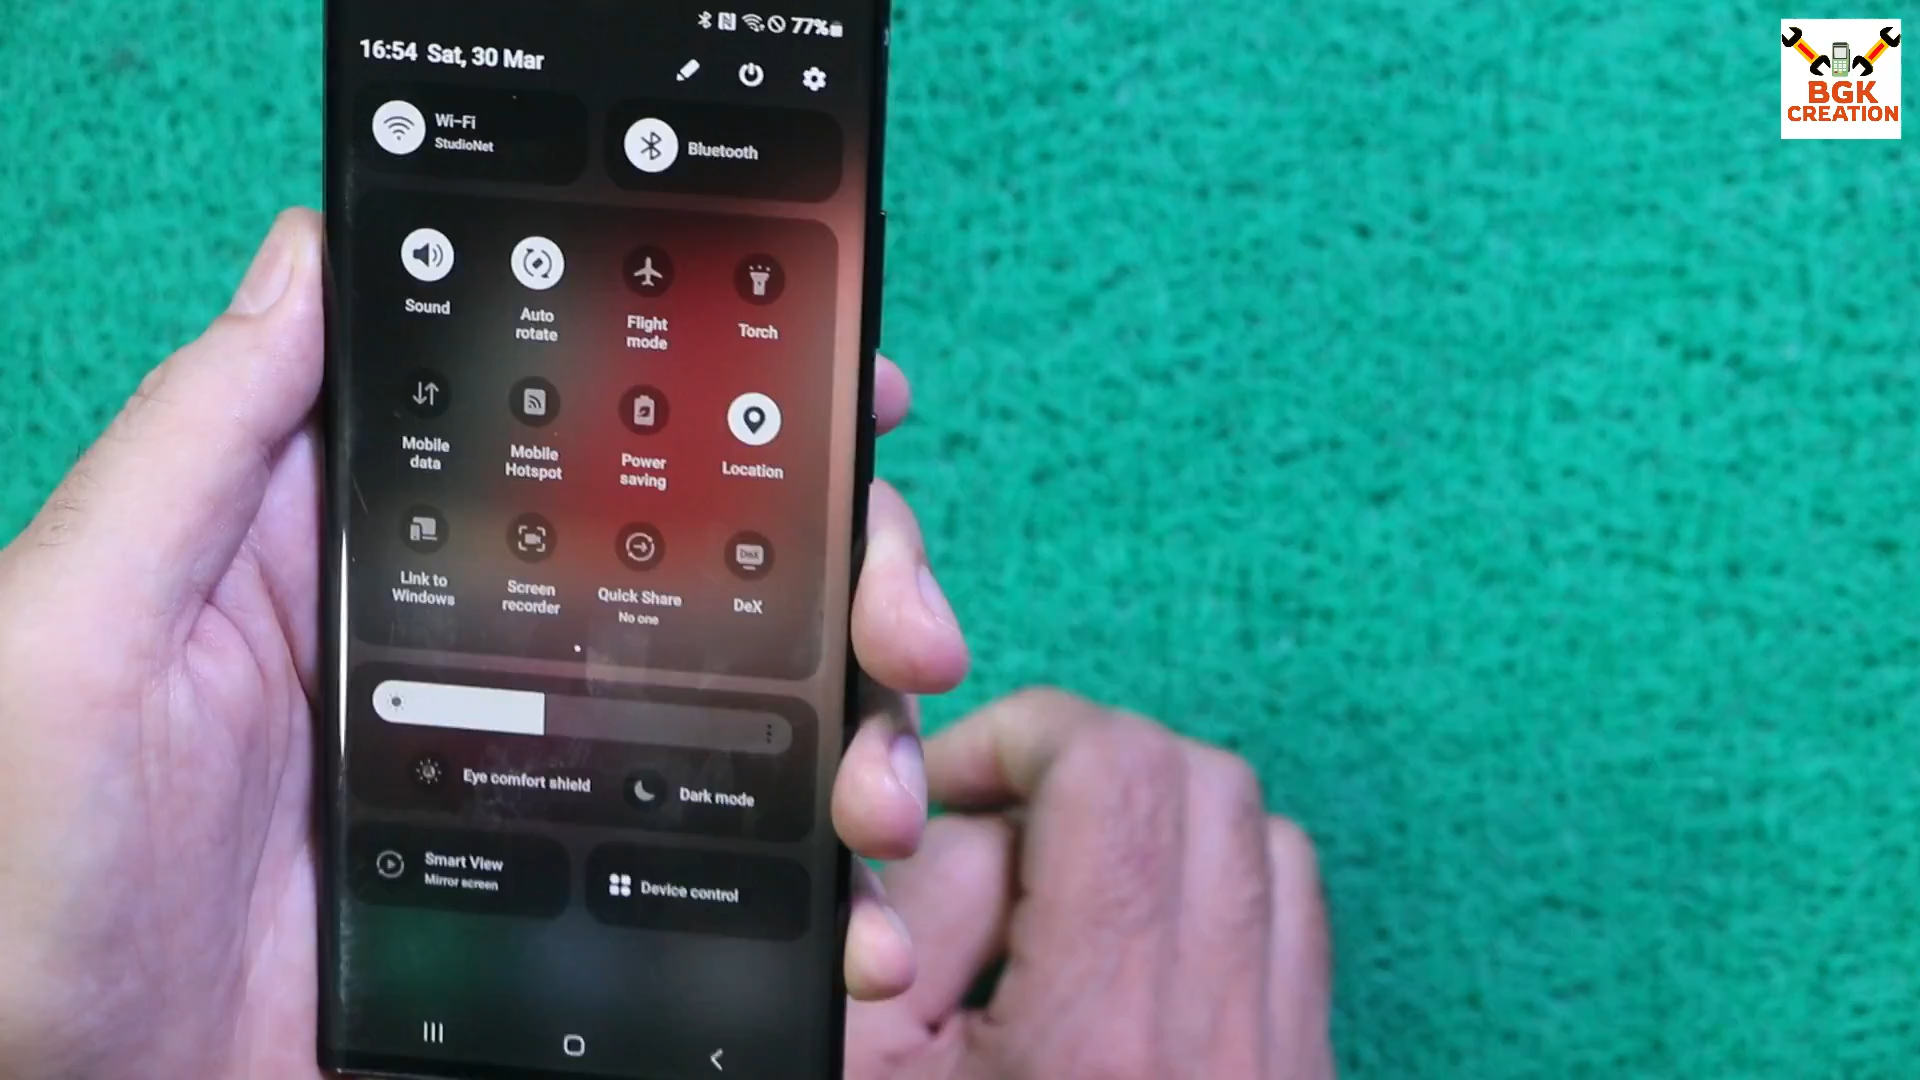 77%
16:54 Sat, 30 Mar
Wi-Fi
StudioNet
Bluetooth
Sound
Auto
rotate
Flight
mode
Torch
Mobile
data
Mobile
Hotspot
Power
saving
Location
Link to
Windows
Screen
recorder
Quick Share
No one
DeX
DeX
Eye comfort shield
Dark mode
Smart View
Mirror screen
Device control
BGK
CREATION